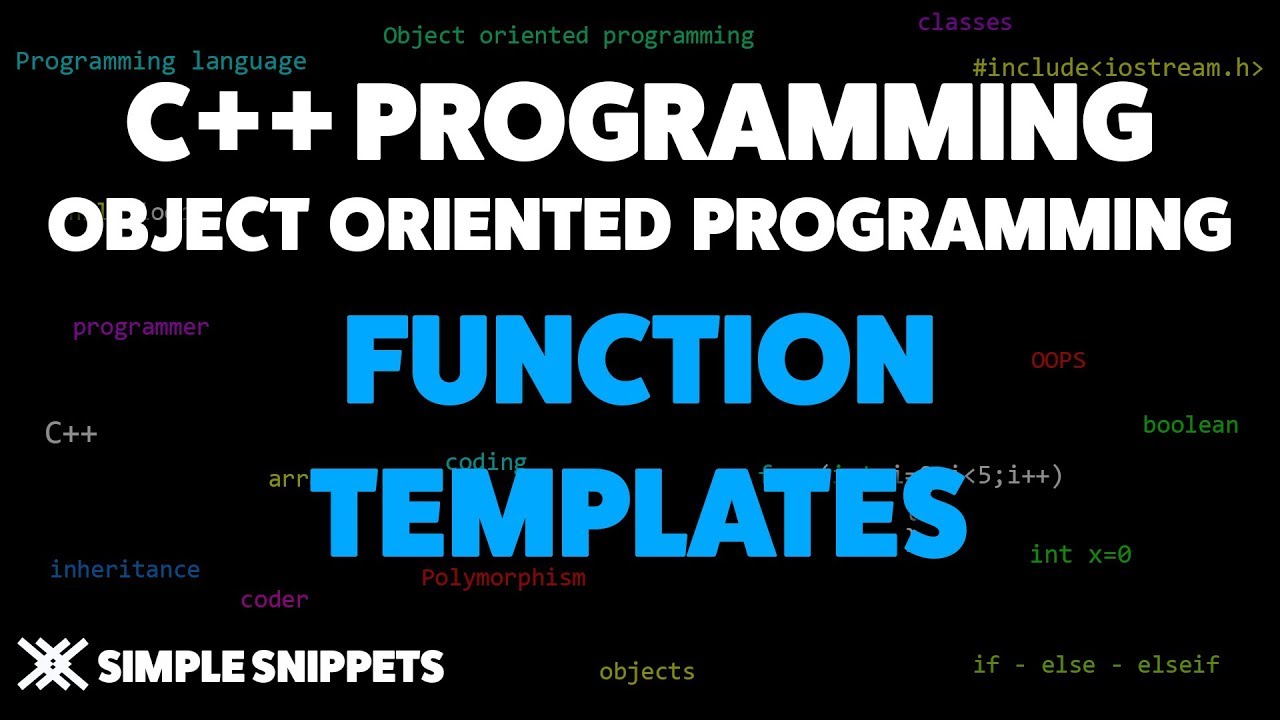 Object oriented programming
classes
Programming language
#include<iostream.h>
C++ PROGRAMMING
OBJECT ORIENTED PROGRAMMING
programmer
FUNCTION
OOPS
boolean
C++
coding
arr
i<5;i++)
TEMPLATES
int x=0
inheritance
Polymorphism
coder
SIMPLE SNIPPETS
objects
if - else - elseif